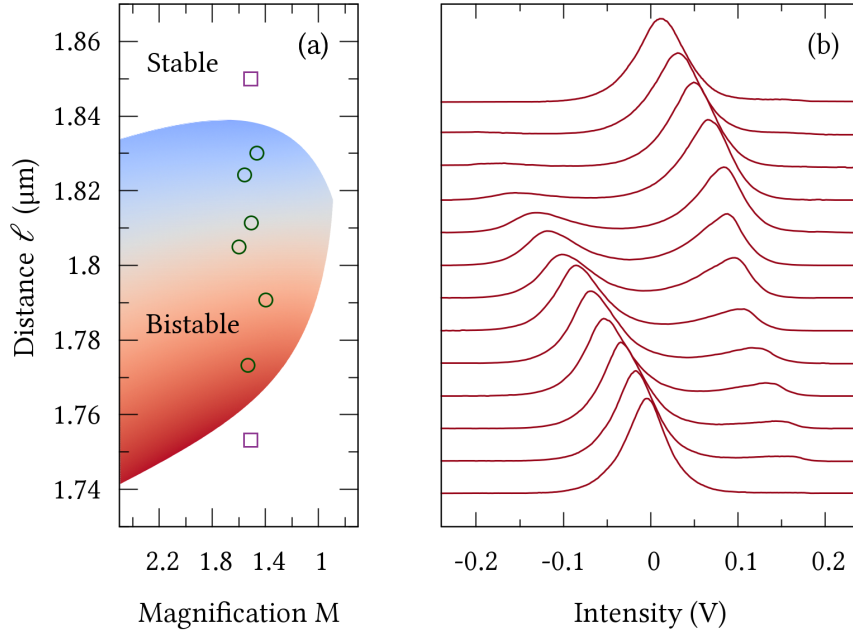 1.86
1.84
1.82
1.8
1.78
1.76
1.74
Distance ℓ (μm)
Stable
(a)
Bistable
2.2 1.8 1.4 1
Magnification M
(b)
-0.2 -0.1 0 0.1 0.2
Intensity (V)